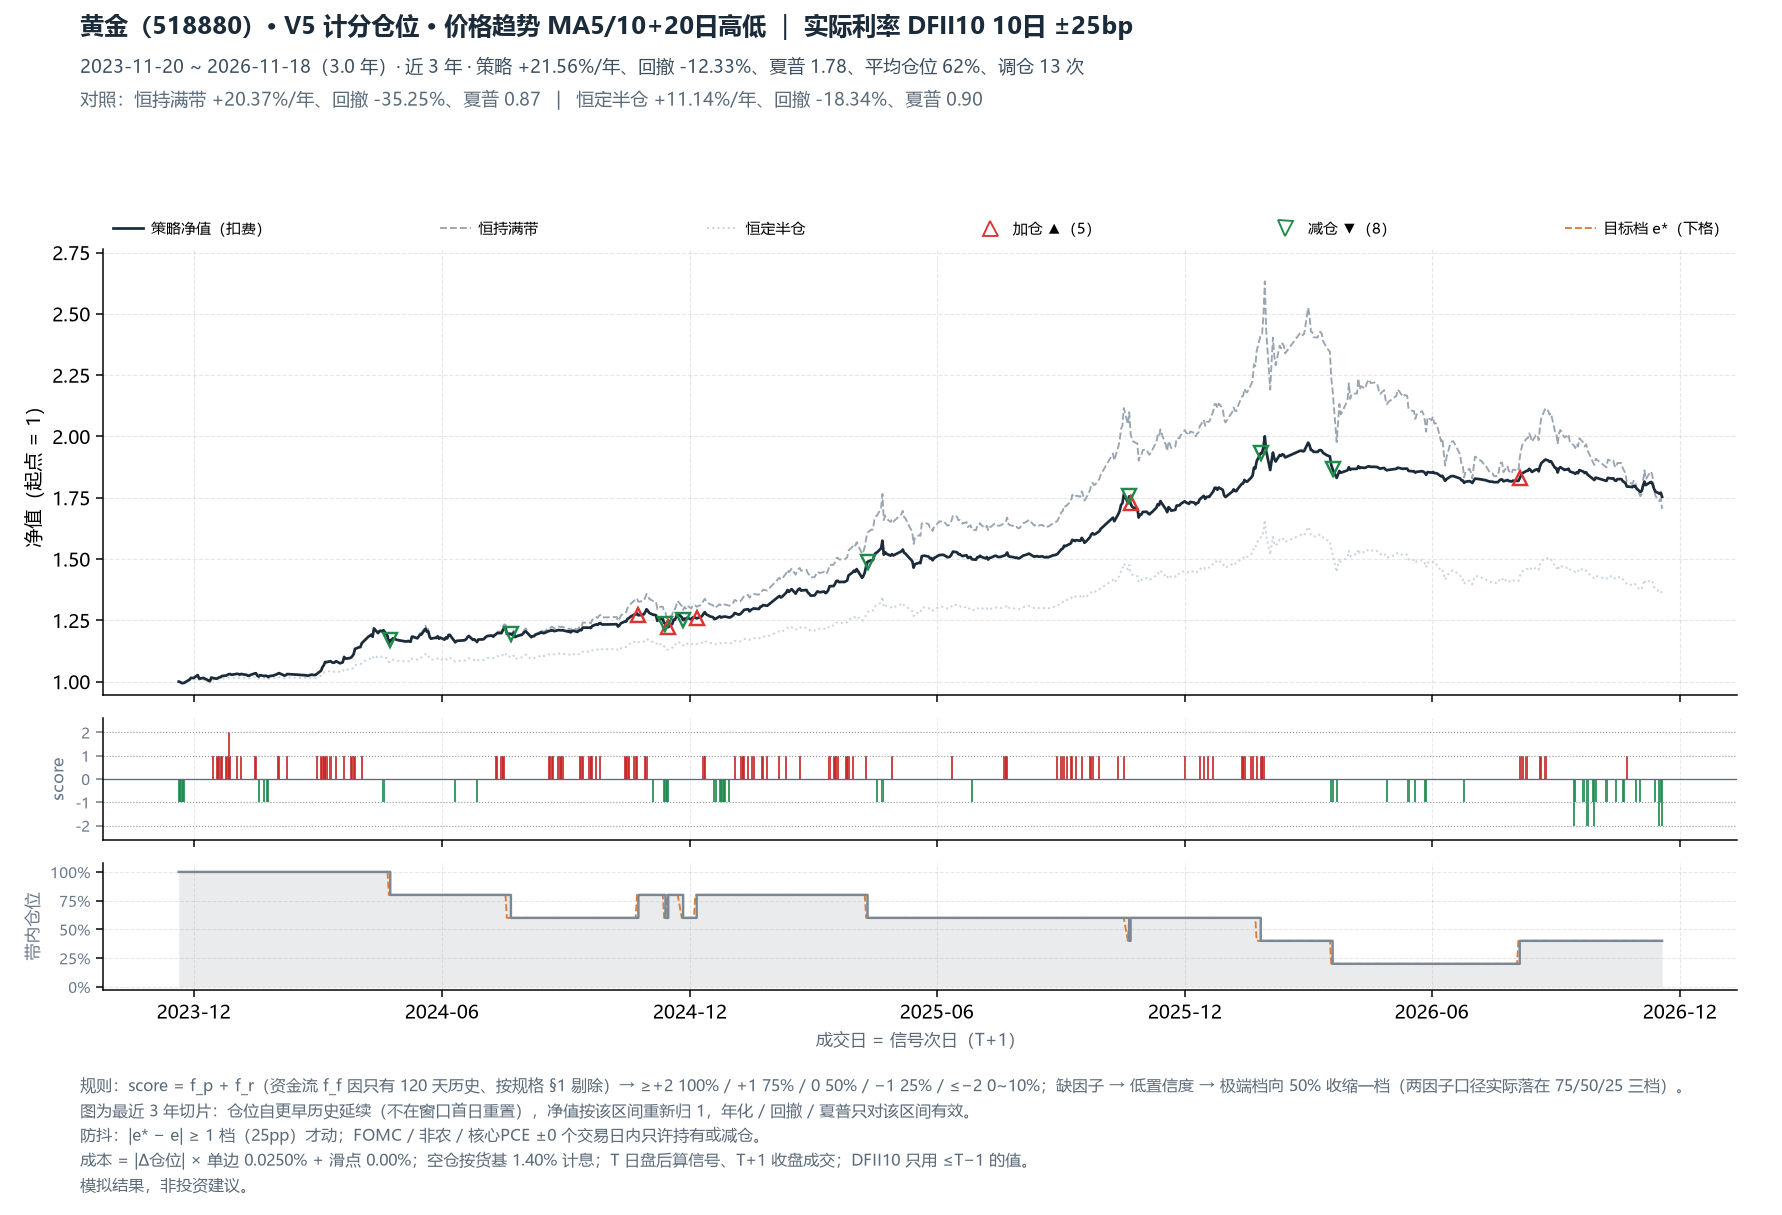 黄金（518880）• V5 计分仓位 • 价格趋势 MA5/10+20日高低 ｜ 实际利率 DFII10 10日 ±25bp
2023-11-20 ~ 2026-11-18（3.0 年）· 近 3 年 · 策略 +21.56%/年、回撤 -12.33%、夏普 1.78、平均仓位 62%、调仓 13 次
对照：恒持满带 +20.37%/年、回撤 -35.25%、夏普 0.87 ｜ 恒定半仓 +11.14%/年、回撤 -18.34%、夏普 0.90
策略净值（扣费） 恒持满带 恒定半仓 加仓 ▲（5） 减仓 ▼（8） 目标档 e*（下格）
净值（起点 = 1）
2.75
2.50
2.25
2.00
1.75
1.50
1.25
1.00
score
2
1
0
-1
-2
带内仓位
100%
75%
50%
25%
0%
2023-12 2024-06 2024-12 2025-06 2025-12 2026-06 2026-12
成交日 = 信号次日（T+1）
规则：score = f_p + f_r（资金流 f_f 因只有 120 天历史、按规格 §1 剔除）→ ≥+2 100% / +1 75% / 0 50% / −1 25% / ≤−2 0~10%；缺因子 → 低置信度 → 极端档向 50% 收缩一档（两因子口径实际落在 75/50/25 三档）。
图为最近 3 年切片：仓位自更早历史延续（不在窗口首日重置），净值按该区间重新归 1，年化 / 回撤 / 夏普只对该区间有效。
防抖：|e* − e| ≥ 1 档（25pp）才动；FOMC / 非农 / 核心PCE ±0 个交易日内只许持有或减仓。
成本 = |Δ仓位| × 单边 0.0250% + 滑点 0.00%；空仓按货基 1.40% 计息；T 日盘后算信号、T+1 收盘成交；DFII10 只用 ≤T−1 的值。
模拟结果，非投资建议。